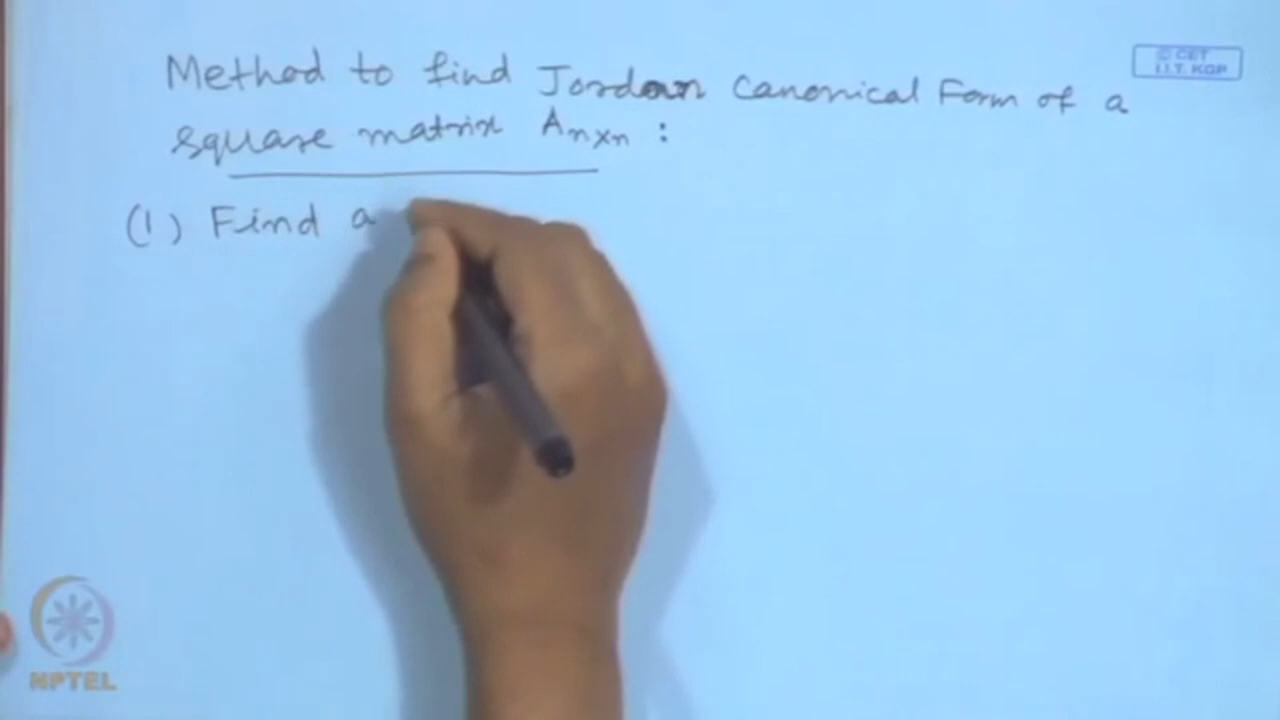 Method to find Jordan Canonical Form of a
square matrix Anxn :
(1) Find a
© CET
I.I.T. KGP
NPTEL